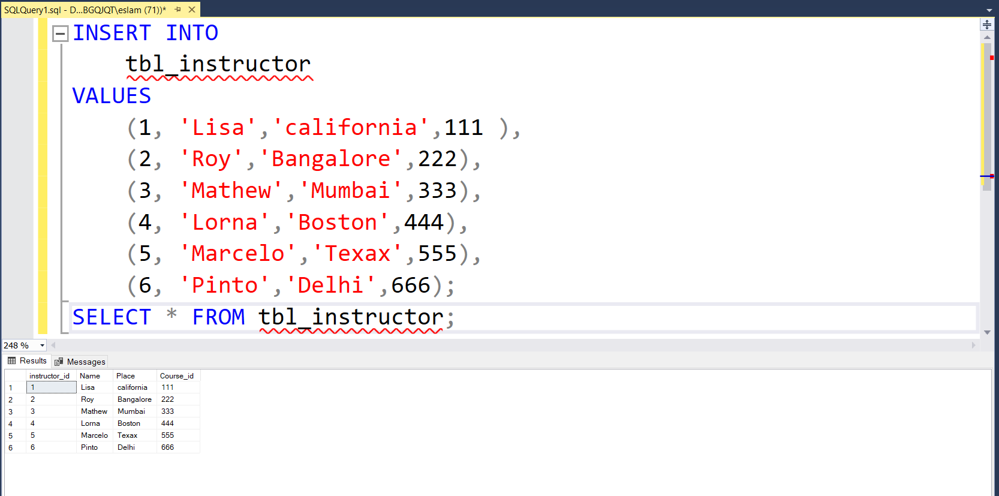 SQLQuery1.sql - D...BGQJQT\eslam (71))*
INSERT INTO
tbl_instructor
VALUES
(1, 'Lisa','california',111 ),
(2, 'Roy','Bangalore',222),
(3, 'Mathew','Mumbai',333),
(4, 'Lorna','Boston',444),
(5, 'Marcelo','Texax',555),
(6, 'Pinto','Delhi',666);
SELECT * FROM tbl_instructor;
248 %
Results Messages
instructor_id Name Place Course_id
1 1 Lisa california 111
2 2 Roy Bangalore 222
3 3 Mathew Mumbai 333
4 4 Lorna Boston 444
5 5 Marcelo Texax 555
6 6 Pinto Delhi 666